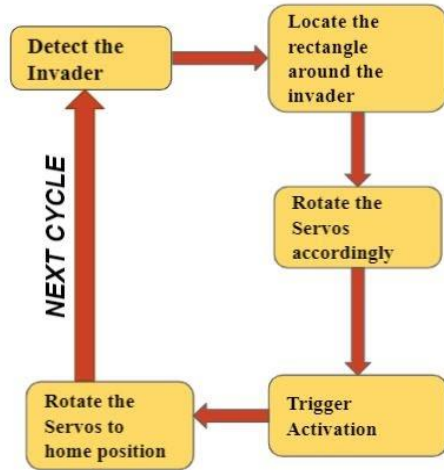 Detect the
Invader
Locate the
rectangle
around the
invader
Rotate the
Servos
accordingly
Trigger
Activation
Rotate the
Servos to
home position
NEXT CYCLE